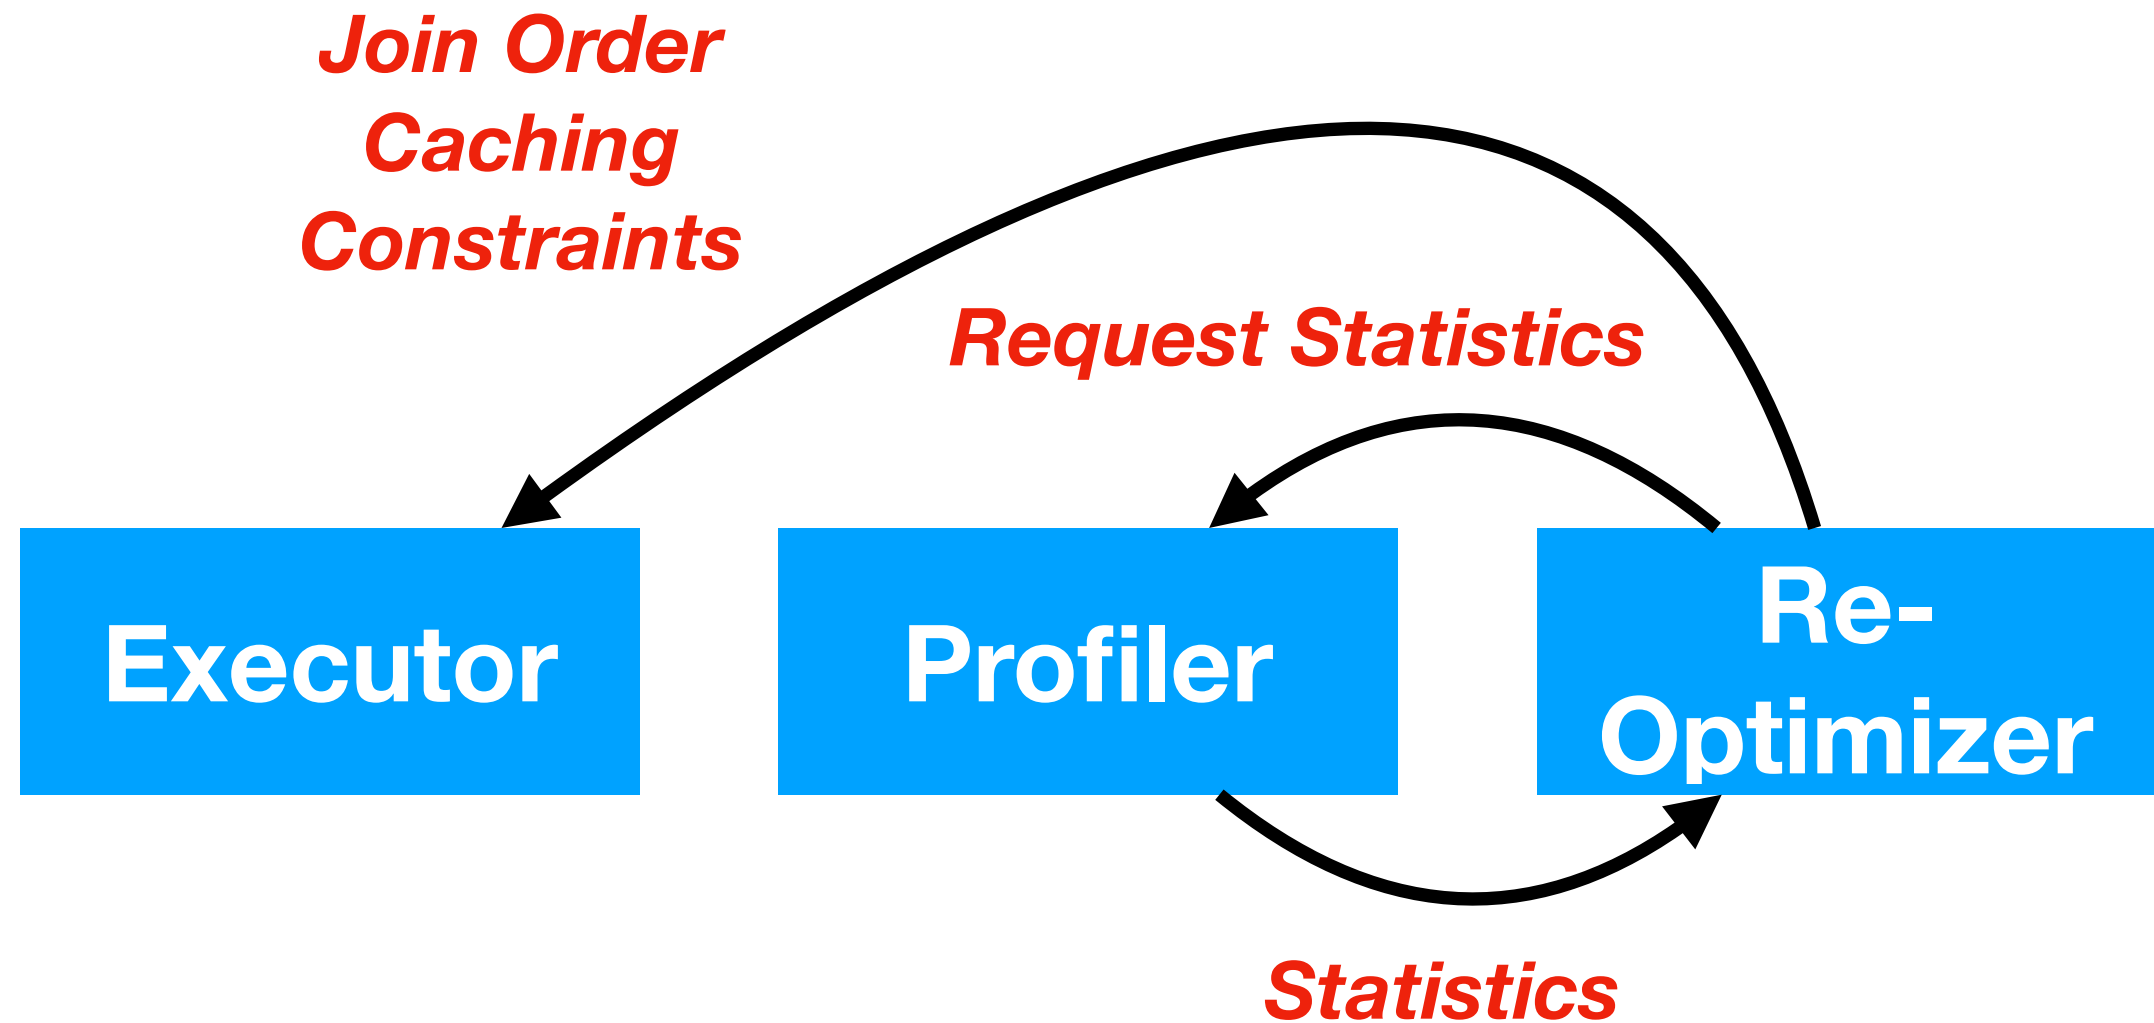 Join Order
Caching
Constraints
Request Statistics
Executor
Profiler
Re-
Optimizer
Statistics